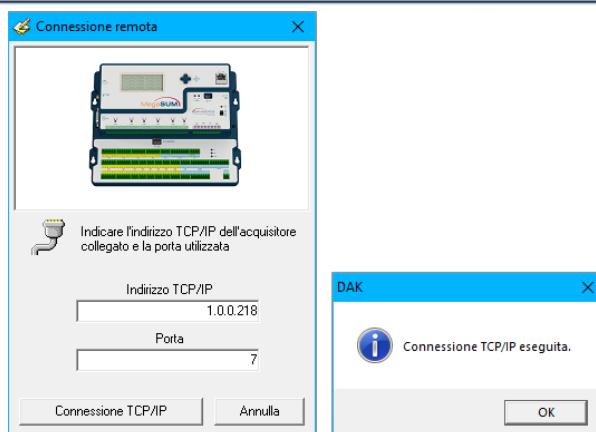 Connessione remota
MegaSUM
Indicare l'indirizzo TCP/IP dell'acquisitore
collegato e la porta utilizzata
Indirizzo TCP/IP
1.0.0.218
Porta
7
Connessione TCP/IP
Annulla
DAK
Connessione TCP/IP eseguita.
OK